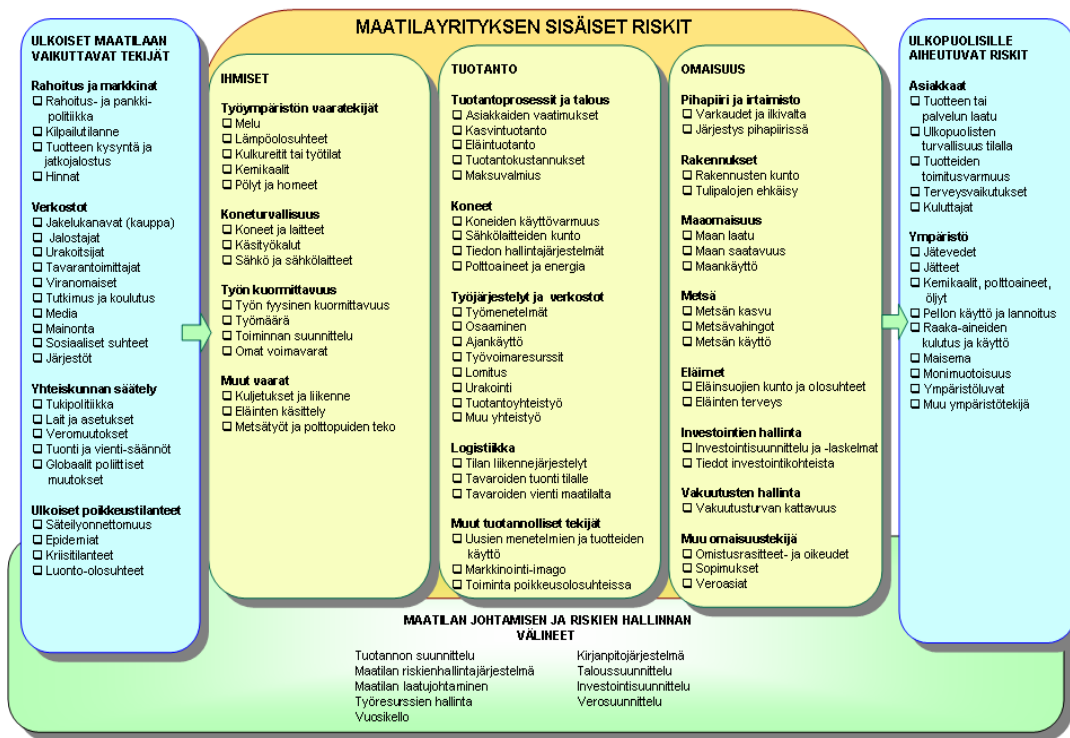 MAATILAYRITYKSEN SISÄISET RISKIT
ULKOISET MAATILAAN
VAIKUTTAVAT TEKIJÄT
Rahoitus ja markkinat
Rahoitus- ja pankki-
politiikka
Kilpailutilanne
Tuotteen kysyntä ja
jatkojalostus
Hinnat
Verkostot
Jakelukanavat (kauppa)
Jalostajat
Urakoitsijat
Tavarantoimittajat
Viranomaiset
Tutkimus ja koulutus
Media
Mainonta
Sosiaaliset suhteet
Järjestöt
Yhteiskunnan säätely
Tukipolitiikka
Lait ja asetukset
Veromuutokset
Tuonti ja vienti-säännöt
Globaalit poliittiset
muutokset
Ulkoiset poikkeustilanteet
Säteilyonnettomuus
Epidemiat
Kriisitilanteet
Luonto-olosuhteet
IHMISET
Työympäristön vaaratekijät
Melu
Lämpöolosuhteet
Kulkureitit tai työtilat
Kemikaalit
Pölyt ja homeet
Koneturvallisuus
Koneet ja laitteet
Käsityökalut
Sähkö ja sähkölaitteet
Työn kuormittavuus
Työn fyysinen kuormittavuus
Työmäärä
Toiminnan suunnittelu
Omat voimavarat
Muut vaarat
Kuljetukset ja liikenne
Eläinten käsittely
Metsätyöt ja polttopuiden teko
TUOTANTO
Tuotantoprosessit ja talous
Asiakkaiden vaatimukset
Kasvintuotanto
Eläintuotanto
Tuotantokustannukset
Maksuvalmius
Koneet
Koneiden käyttövarmuus
Sähkölaitteiden kunto
Tiedon hallintajärjestelmät
Polttoaineet ja energia
Työjärjestelyt ja verkostot
Työmenetelmät
Osaaminen
Ajankäyttö
Työvoimaresurssit
Lomitus
Urakointi
Tuotantoyhteistyö
Muu yhteistyö
Logistiikka
Tilan liikennejärjestelyt
Tavaroiden tuonti tilalle
Tavaroiden vienti maatilalta
Muut tuotannolliset tekijät
Uusien menetelmien ja tuotteiden
käyttö
Markkinointi-imago
Toiminta poikkeusolosuhteissa
OMAISUUS
Pihapiiri ja irtaimisto
Varkaudet ja ilkivalta
Järjestys pihapiirissä
Rakennukset
Rakennusten kunto
Tulipalojen ehkäisy
Maaomaisuus
Maan laatu
Maan saatavuus
Maankäyttö
Metsä
Metsän kasvu
Metsävahingot
Metsän käyttö
Eläimet
Eläinsuojien kunto ja olosuhteet
Eläinten terveys
Investointien hallinta
Investointisuunnittelu ja -laskelmat
Tiedot investointikohteista
Vakuutusten hallinta
Vakuutusturvan kattavuus
Muu omaisuustekijä
Omistusrasitteet- ja oikeudet
Sopimukset
Veroasiat
ULKOPUOLISILLE
AIHEUTUVAT RISKIT
Asiakkaat
Tuotteen tai
palvelun laatu
Ulkopuolisten
turvallisuus tilalla
Tuotteiden
toimitusvarmuus
Terveysvaikutukset
Kuluttajat
Ympäristö
Jätevedet
Jätteet
Kemikaalit, polttoaineet,
öljyt
Pellon käyttö ja lannoitus
Raaka-aineiden
kulutus ja käyttö
Maisema
Monimuotoisuus
Ympäristöluvat
Muu ympäristötekijä
MAATILAN JOHTAMISEN JA RISKIEN HALLINNAN
VÄLINEET
Tuotannon suunnittelu
Maatilan riskienhallintajärjestelmä
Maatilan laatujohtaminen
Työresurssien hallinta
Vuosikello
Kirjanpitojärjestelmä
Taloussuunnittelu
Investointisuunnittelu
Verosuunnittelu